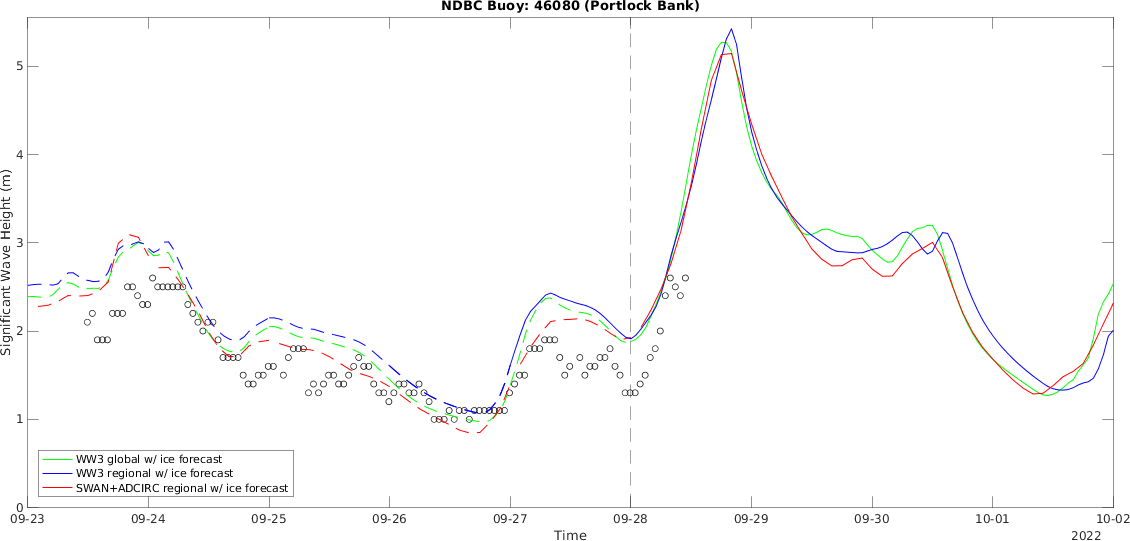 NDBC Buoy: 46080 (Portlock Bank)
Significant Wave Height (m)
5
4
3
2
1
0
WW3 global w/ ice forecast
WW3 regional w/ ice forecast
SWAN+ADCIRC regional w/ ice forecast
09-23 09-24 09-25 09-26 09-27 09-28 09-29 09-30 10-01 10-02
Time
2022